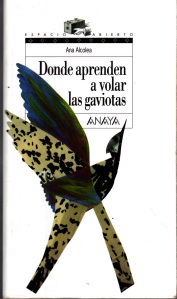 ESPACIO ABIERTO
Ana Alcolea
Donde aprenden
a volar
las gaviotas
ANAYA